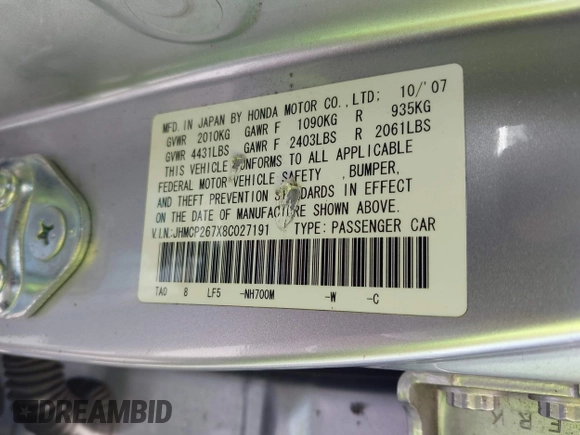 MFD. IN JAPAN BY HONDA MOTOR CO.,LTD; 10/'07
GVWR 2010KG GAWR F 1090KG R 935KG
GVWR 4431LBS GAWR F 2403LBS R 2061LBS
THIS VEHICLE CONFORMS TO ALL APPLICABLE
FEDERAL MOTOR VEHICLE SAFETY , BUMPER,
AND THEFT PREVENTION STANDARDS IN EFFECT
ON THE DATE OF MANUFACTURE SHOWN ABOVE.
V.I.N.:JHMCP267X8C027191 TYPE: PASSENGER CAR
TA0 8 LF5 -NH700M -W -C
F R K
DREAMBID